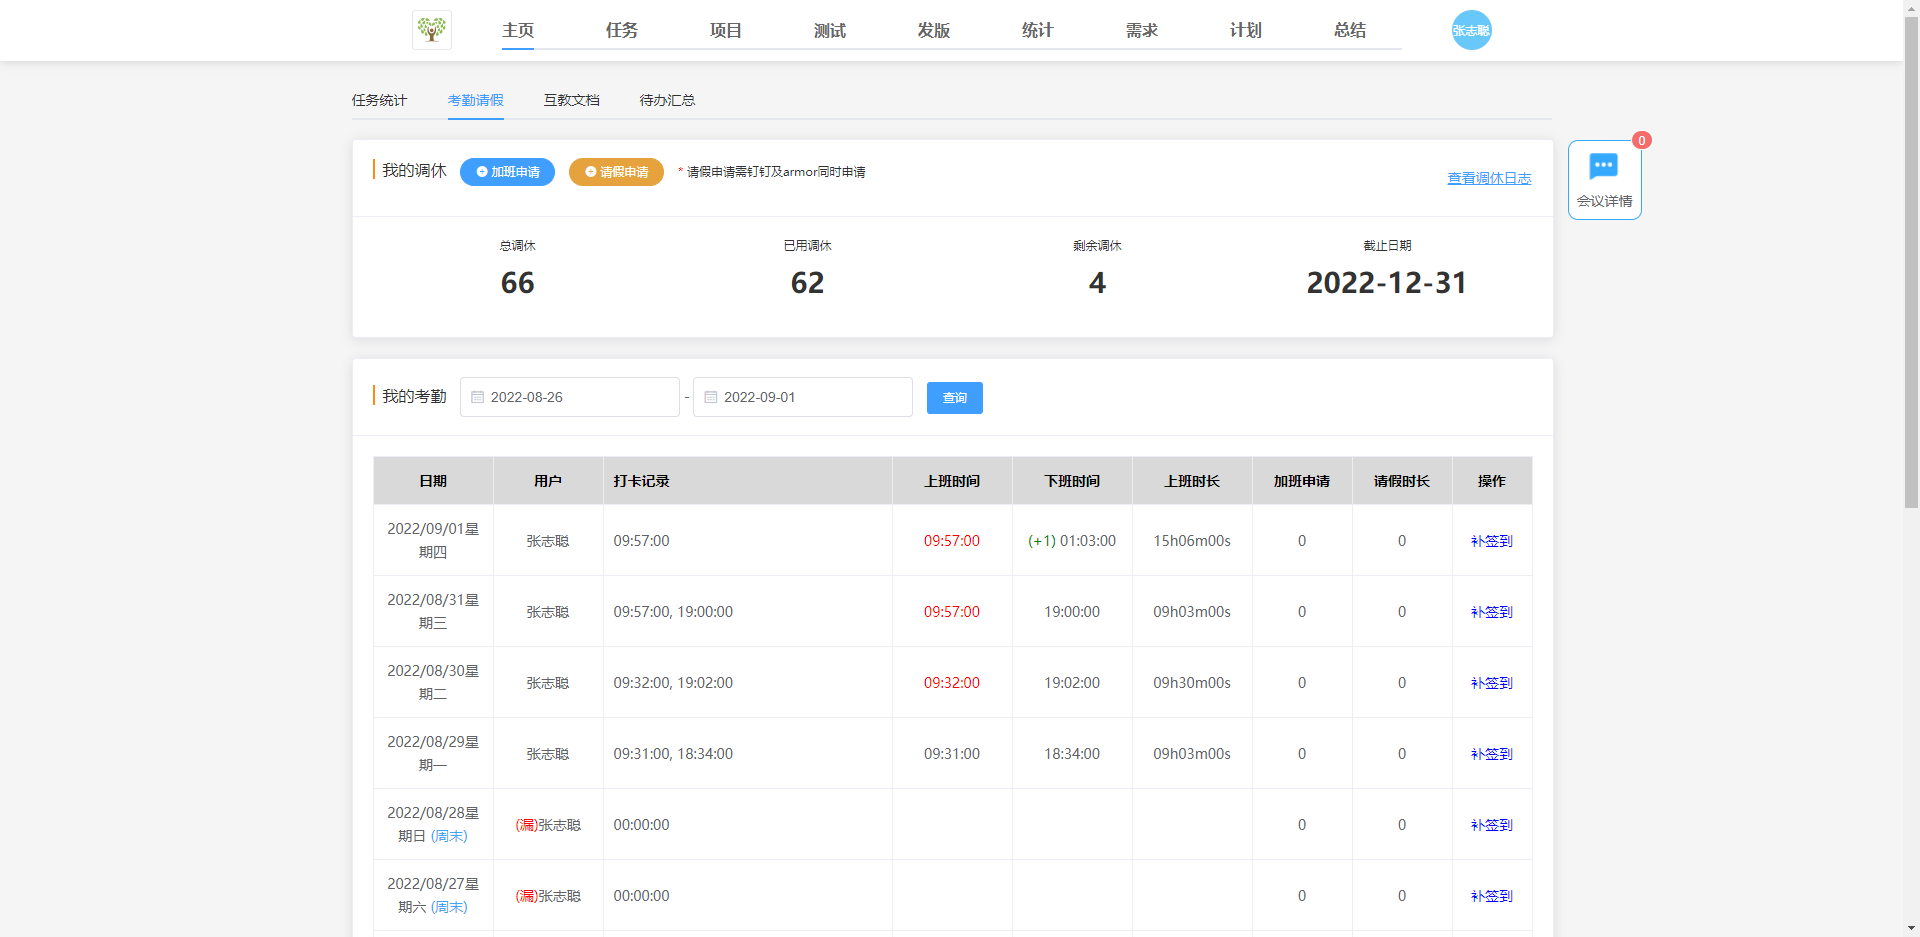 主页 任务 项目 测试 发版 统计 需求 计划 总结 张志聪
任务统计 考勤请假 互教文档 待办汇总
我的调休 加班申请 请假申请 * 请假申请需钉钉及armor同时申请 查看调休日志
0
会议详情
总调休 已用调休 剩余调休 截止日期
66 62 4 2022-12-31
我的考勤 2022-08-26 - 2022-09-01 查询
日期 用户 打卡记录 上班时间 下班时间 上班时长 加班申请 请假时长 操作
2022/09/01星
期四 张志聪 09:57:00 09:57:00 (+1) 01:03:00 15h06m00s 0 0 补签到
2022/08/31星
期三 张志聪 09:57:00, 19:00:00 09:57:00 19:00:00 09h03m00s 0 0 补签到
2022/08/30星
期二 张志聪 09:32:00, 19:02:00 09:32:00 19:02:00 09h30m00s 0 0 补签到
2022/08/29星
期一 张志聪 09:31:00, 18:34:00 09:31:00 18:34:00 09h03m00s 0 0 补签到
2022/08/28星
期日 (周末) (漏)张志聪 00:00:00 0 0 补签到
2022/08/27星
期六 (周末) (漏)张志聪 00:00:00 0 0 补签到